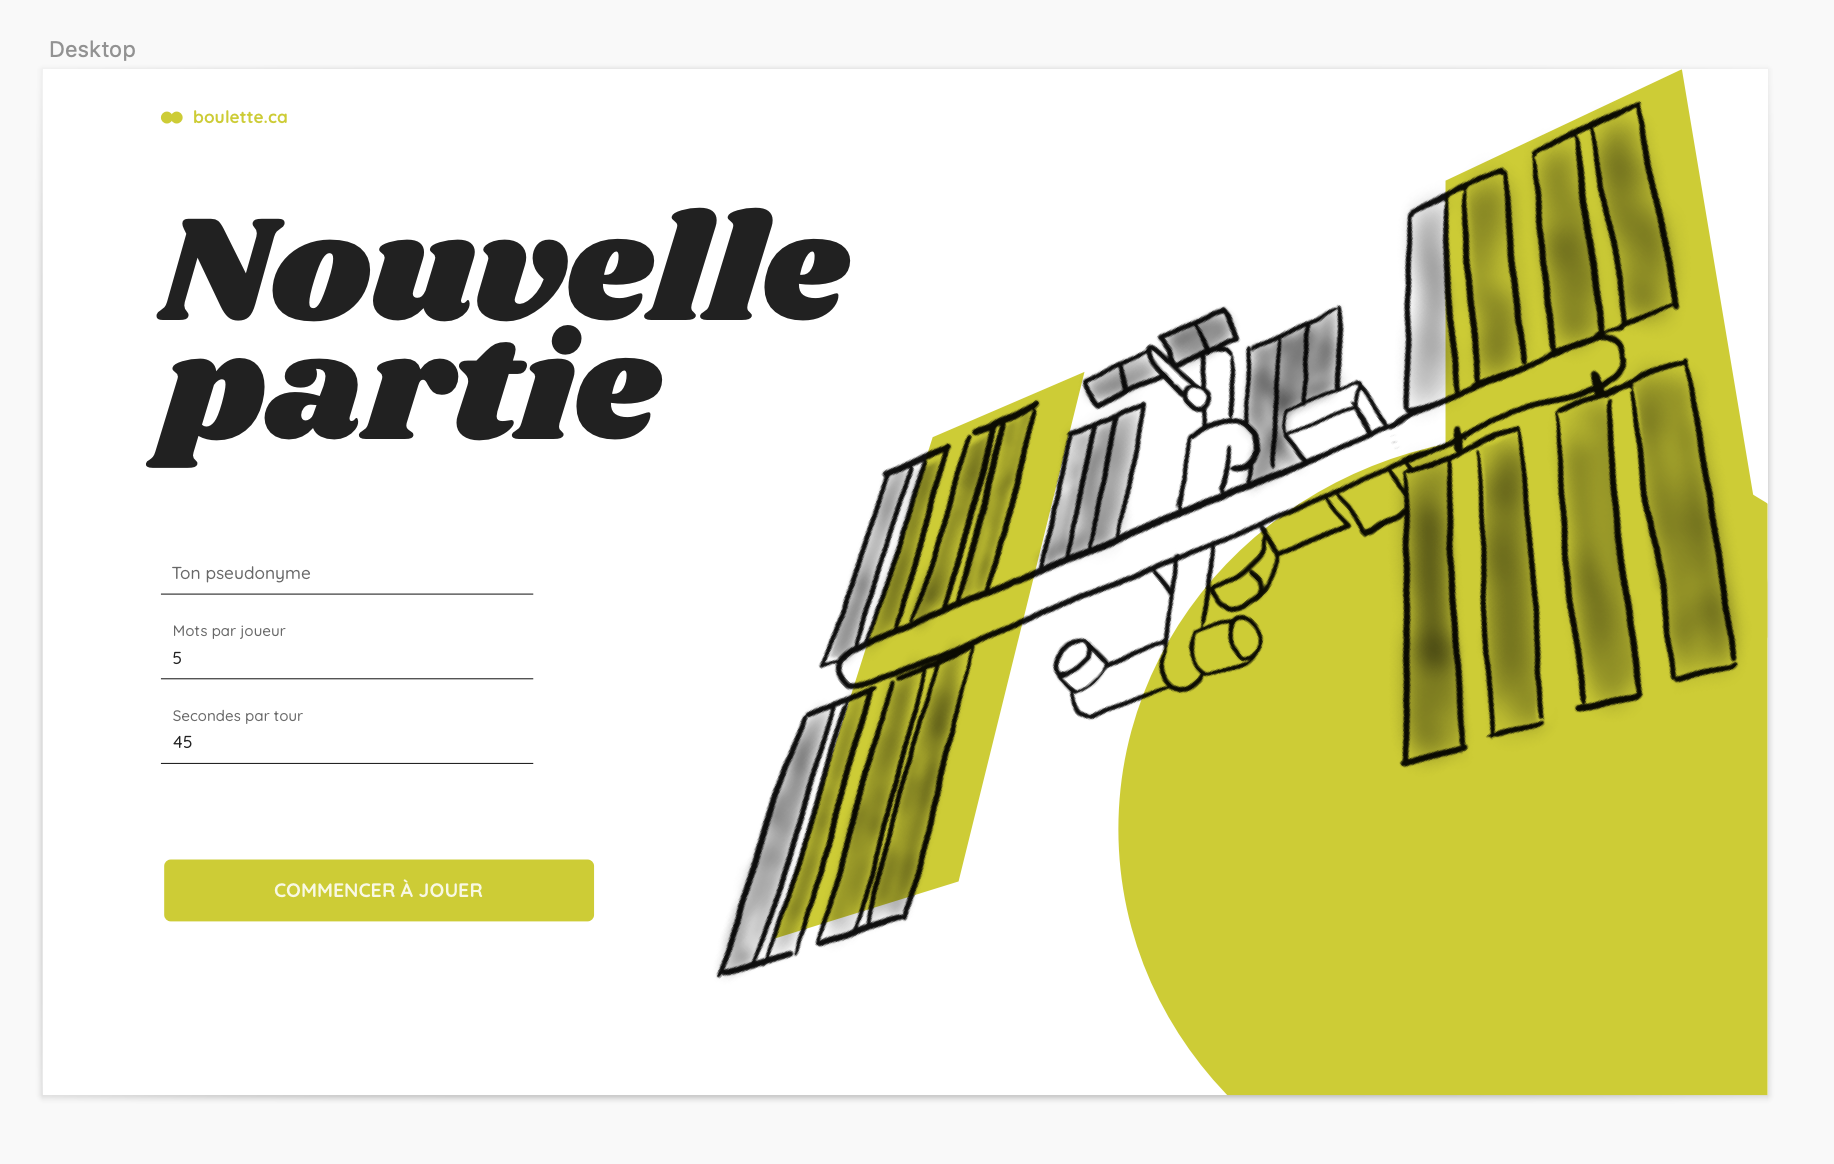 Desktop
boulette.ca
Nouvelle
partie
Ton pseudonyme
Mots par joueur
5
Secondes par tour
45
COMMENCER À JOUER